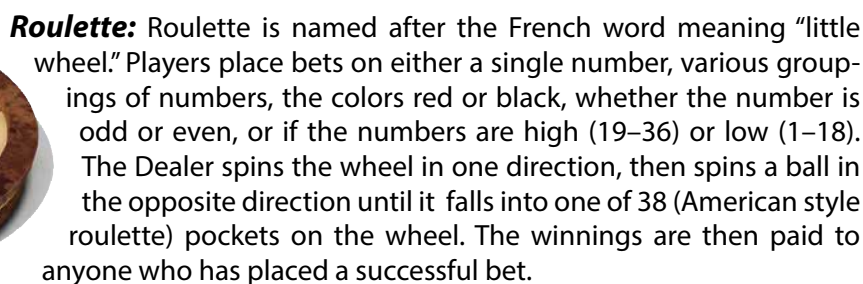 Roulette: Roulette is named after the French word meaning “little
wheel.” Players place bets on either a single number, various group-
ings of numbers, the colors red or black, whether the number is
odd or even, or if the numbers are high (19–36) or low (1–18).
The Dealer spins the wheel in one direction, then spins a ball in
the opposite direction until it falls into one of 38 (American style
roulette) pockets on the wheel. The winnings are then paid to
anyone who has placed a successful bet.